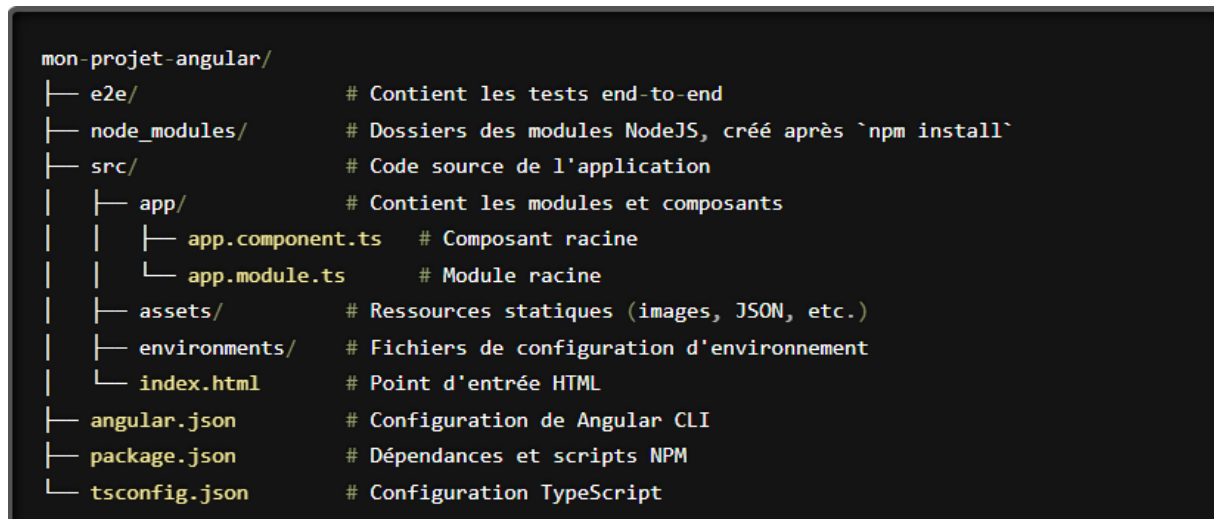 mon-projet-angular/
├── e2e/                 # Contient les tests end-to-end
├── node_modules/        # Dossiers des modules NodeJS, créé après `npm install`
├── src/                 # Code source de l'application
│   ├── app/             # Contient les modules et composants
│   │   ├── app.component.ts   # Composant racine
│   │   └── app.module.ts      # Module racine
│   ├── assets/          # Ressources statiques (images, JSON, etc.)
│   ├── environments/    # Fichiers de configuration d'environnement
│   └── index.html       # Point d'entrée HTML
├── angular.json         # Configuration de Angular CLI
├── package.json         # Dépendances et scripts NPM
└── tsconfig.json        # Configuration TypeScript